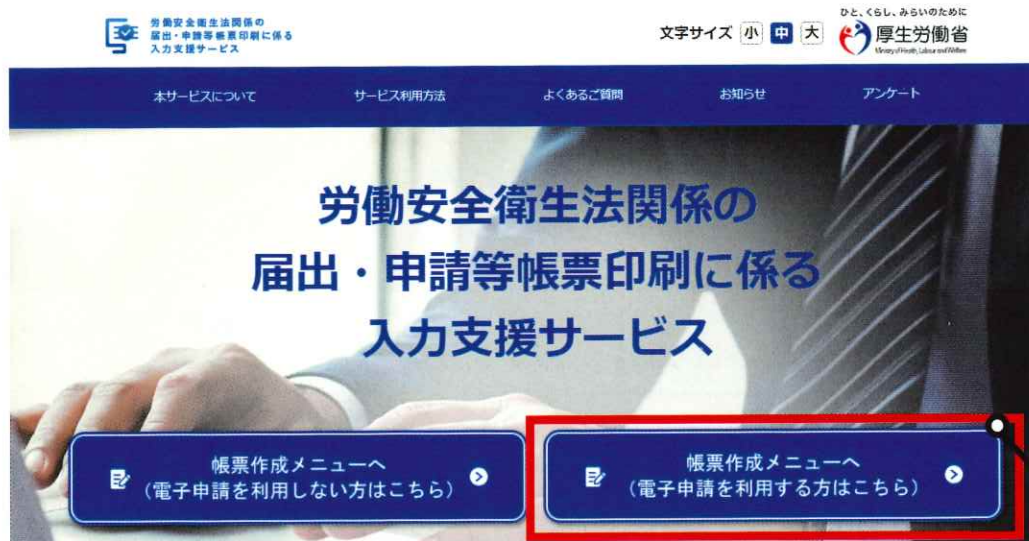 労働安全衛生法関係の
届出・申請等帳票印刷に係る
入力支援サービス
文字サイズ 小 中 大
ひと、くらし、みらいのために
厚生労働省
Ministry of Health, Labour and Welfare
本サービスについて サービス利用方法 よくあるご質問 お知らせ アンケート
労働安全衛生法関係の
届出・申請等帳票印刷に係る
入力支援サービス
帳票作成メニューへ
（電子申請を利用しない方はこちら）
帳票作成メニューへ
（電子申請を利用する方はこちら）